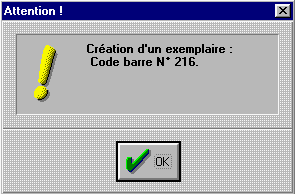 Attention !
Création d'un exemplaire :
Code barre N° 216.
OK